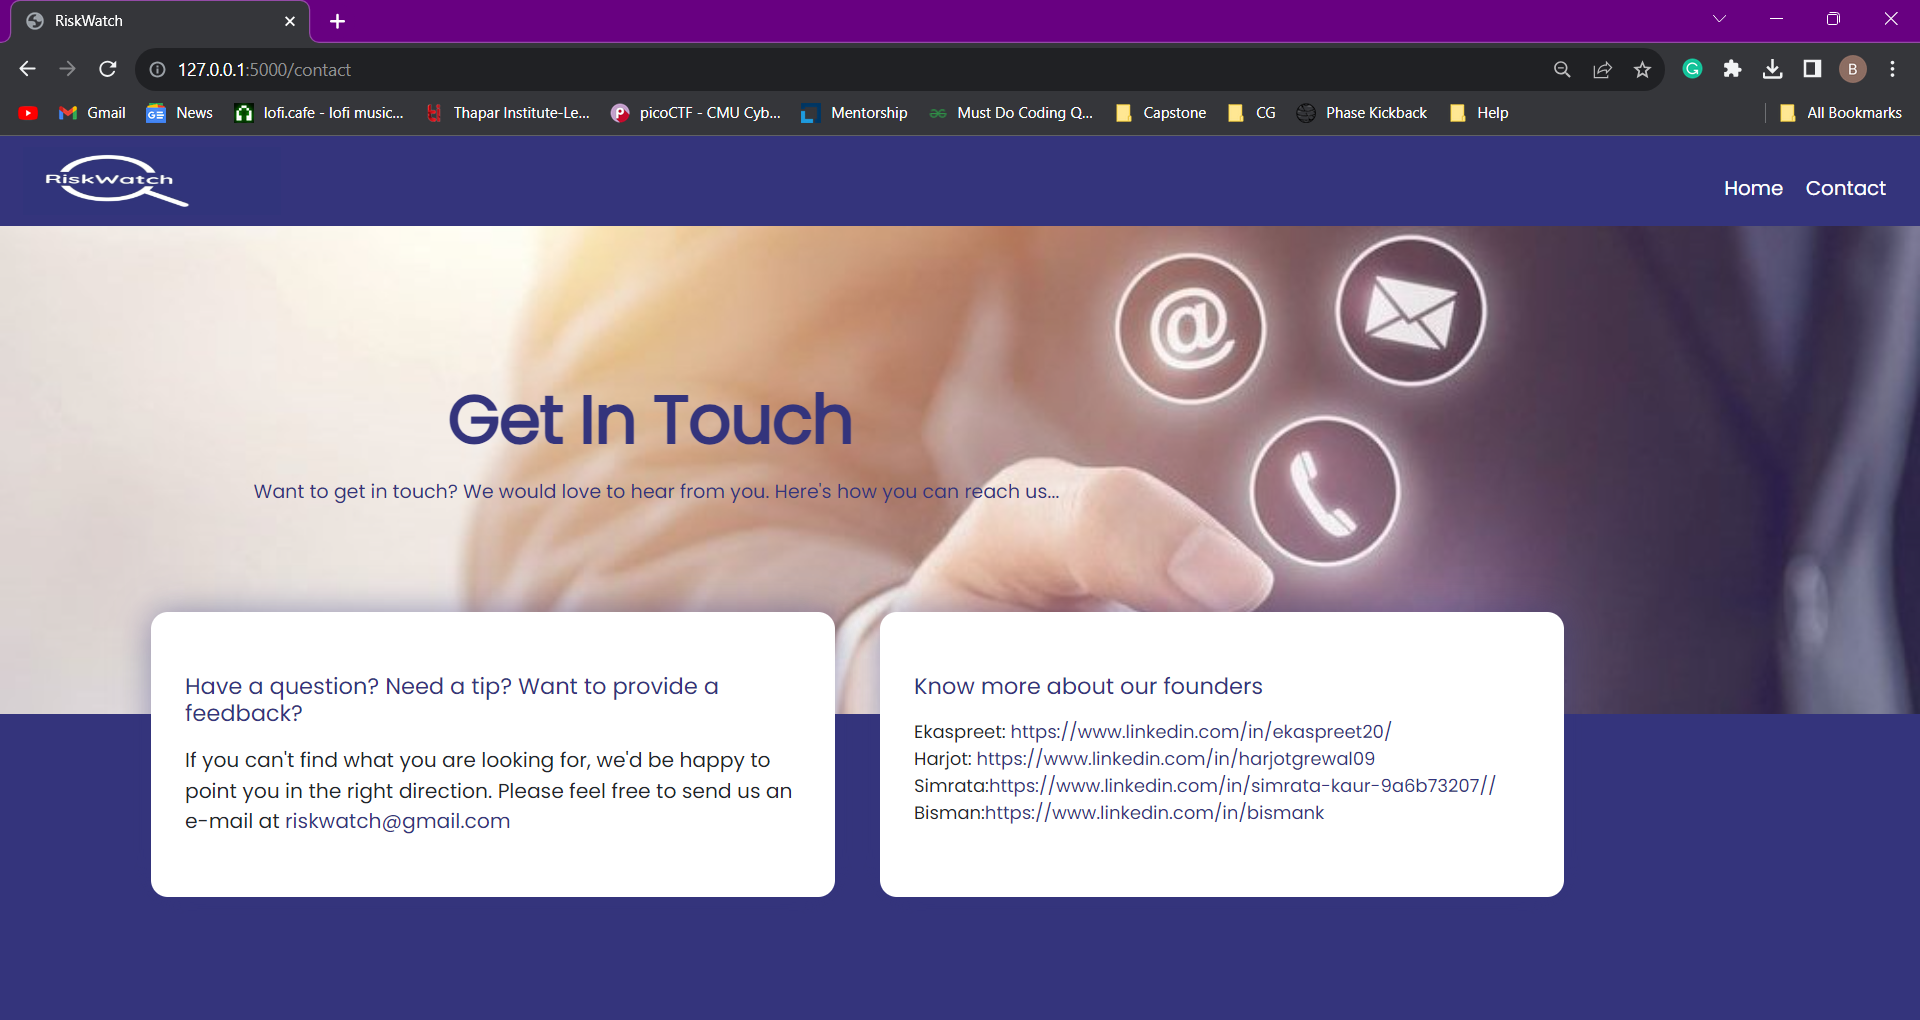 RiskWatch
127.0.0.1:5000/contact
G
B
Gmail
GE
News
lofi.cafe - lofi music...
Thapar Institute-Le...
picoCTF - CMU Cyb...
Mentorship
Must Do Coding Q...
Capstone
CG
Phase Kickback
Help
All Bookmarks
RiskWatch
Home
Contact
@
Get In Touch
Want to get in touch? We would love to hear from you. Here's how you can reach us...
Have a question? Need a tip? Want to provide a
feedback?
If you can't find what you are looking for, we'd be happy to
point you in the right direction. Please feel free to send us an
e-mail at riskwatch@gmail.com
Know more about our founders
Ekaspreet: https://www.linkedin.com/in/ekaspreet20/
Harjot: https://www.linkedin.com/in/harjotgrewal09
Simrata:https://www.linkedin.com/in/simrata-kaur-9a6b73207//
Bisman:https://www.linkedin.com/in/bismank